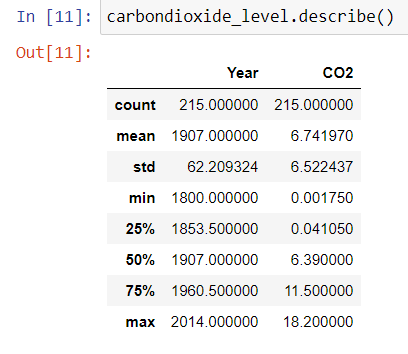 In [11]: carbondioxide_level.describe()
Out[11]:
Year CO2
count 215.000000 215.000000
mean 1907.000000 6.741970
std 62.209324 6.522437
min 1800.000000 0.001750
25% 1853.500000 0.041050
50% 1907.000000 6.390000
75% 1960.500000 11.500000
max 2014.000000 18.200000